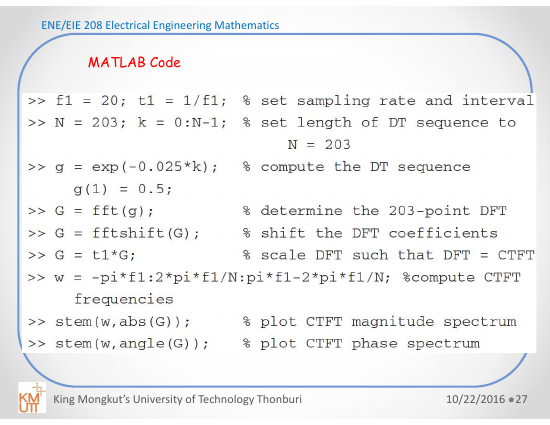 ENE/EIE 208 Electrical Engineering Mathematics
MATLAB Code
>> f1 = 20; t1 = 1/f1; % set sampling rate and interval
>> N = 203; k = 0:N-1; % set length of DT sequence to
N = 203
>> g = exp(-0.025*k); % compute the DT sequence
g(1) = 0.5;
>> G = fft(g); % determine the 203-point DFT
>> G = fftshift(G); % shift the DFT coefficients
>> G = t1*G; % scale DFT such that DFT = CTFT
>> w = -pi*f1:2*pi*f1/N:pi*f1-2*pi*f1/N; %compute CTFT
frequencies
>> stem(w,abs(G)); % plot CTFT magnitude spectrum
>> stem(w,angle(G)); % plot CTFT phase spectrum
KMUTT King Mongkut's University of Technology Thonburi 10/22/2016 ●27